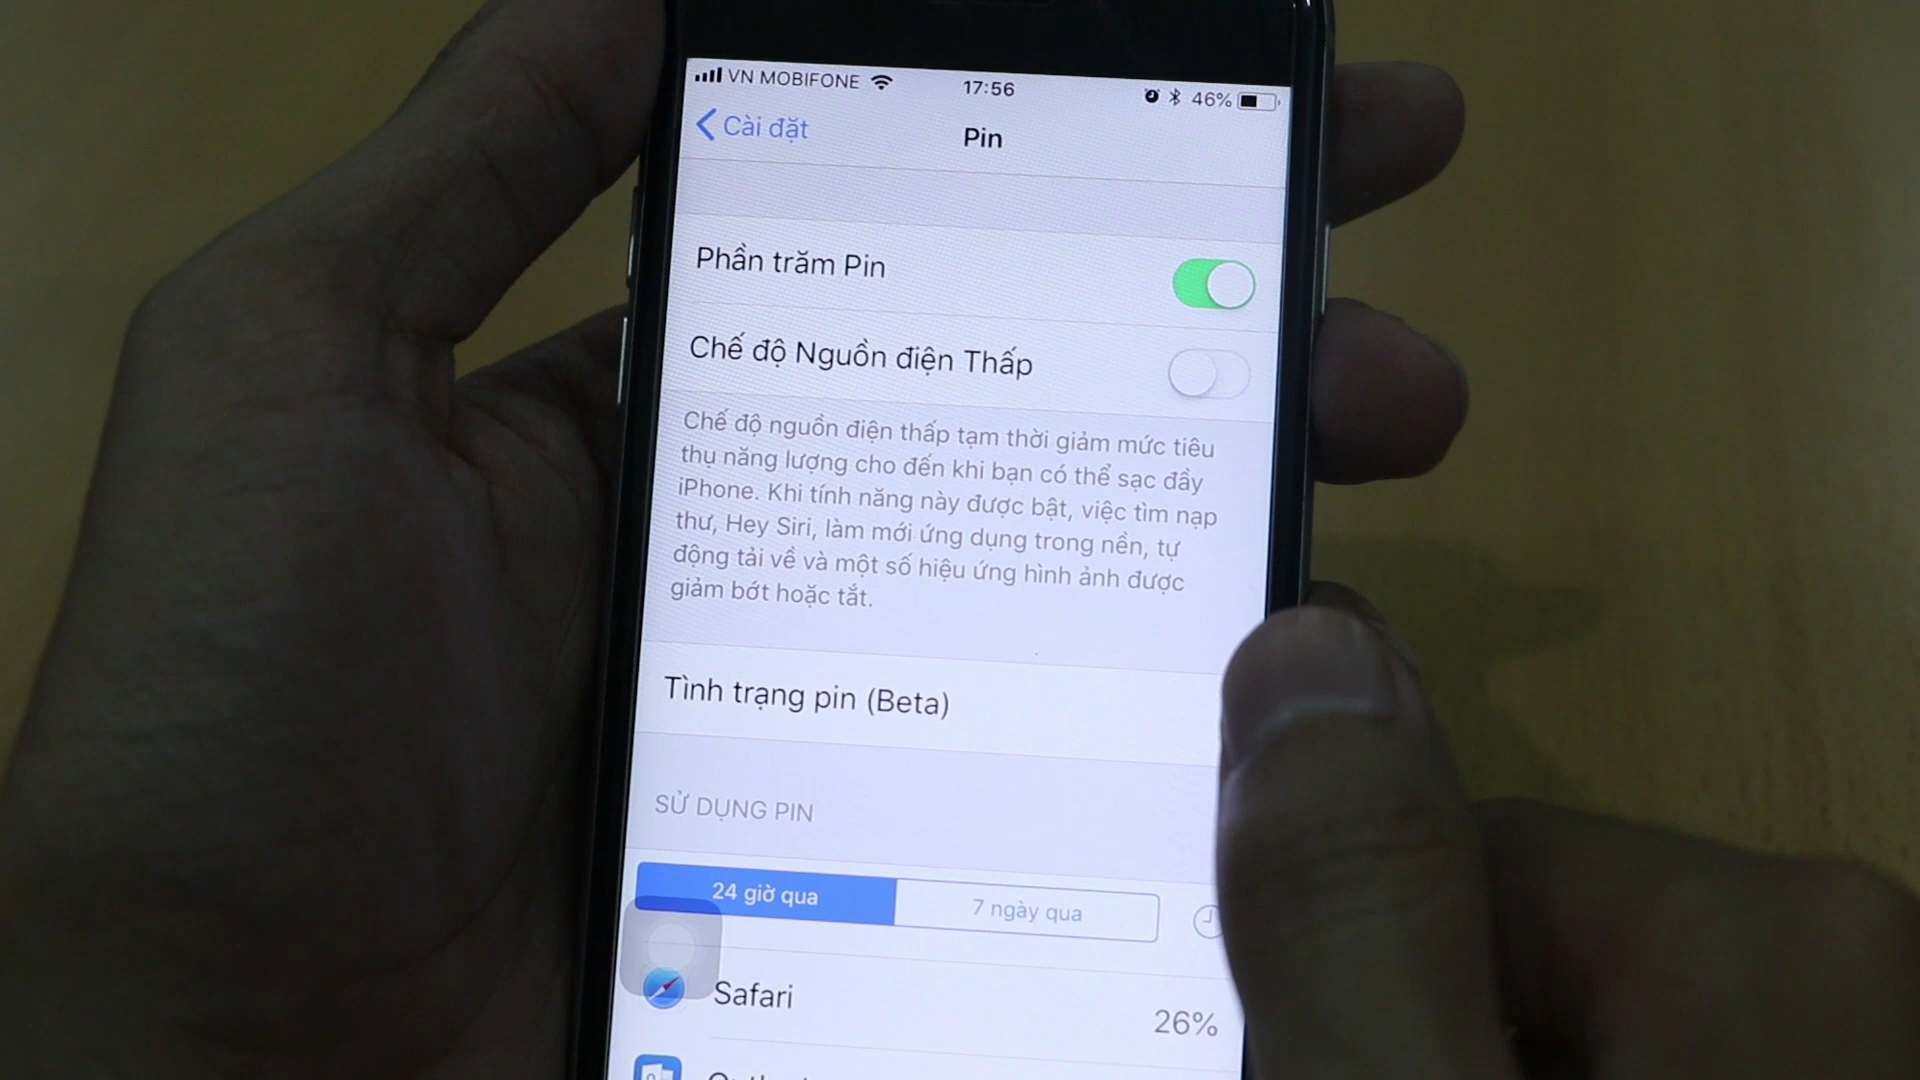 VN MOBIFONE 17:56 46%
Cài đặt
Pin
Phần trăm Pin
Chế độ Nguồn điện Thấp
Chế độ nguồn điện thấp tạm thời giảm mức tiêu
thụ năng lượng cho đến khi bạn có thể sạc đầy
iPhone. Khi tính năng này được bật, việc tìm nạp
thư, Hey Siri, làm mới ứng dụng trong nền, tự
động tải về và một số hiệu ứng hình ảnh được
giảm bớt hoặc tắt.
Tình trạng pin (Beta)
SỬ DỤNG PIN
24 giờ qua 7 ngày qua
Safari 26%